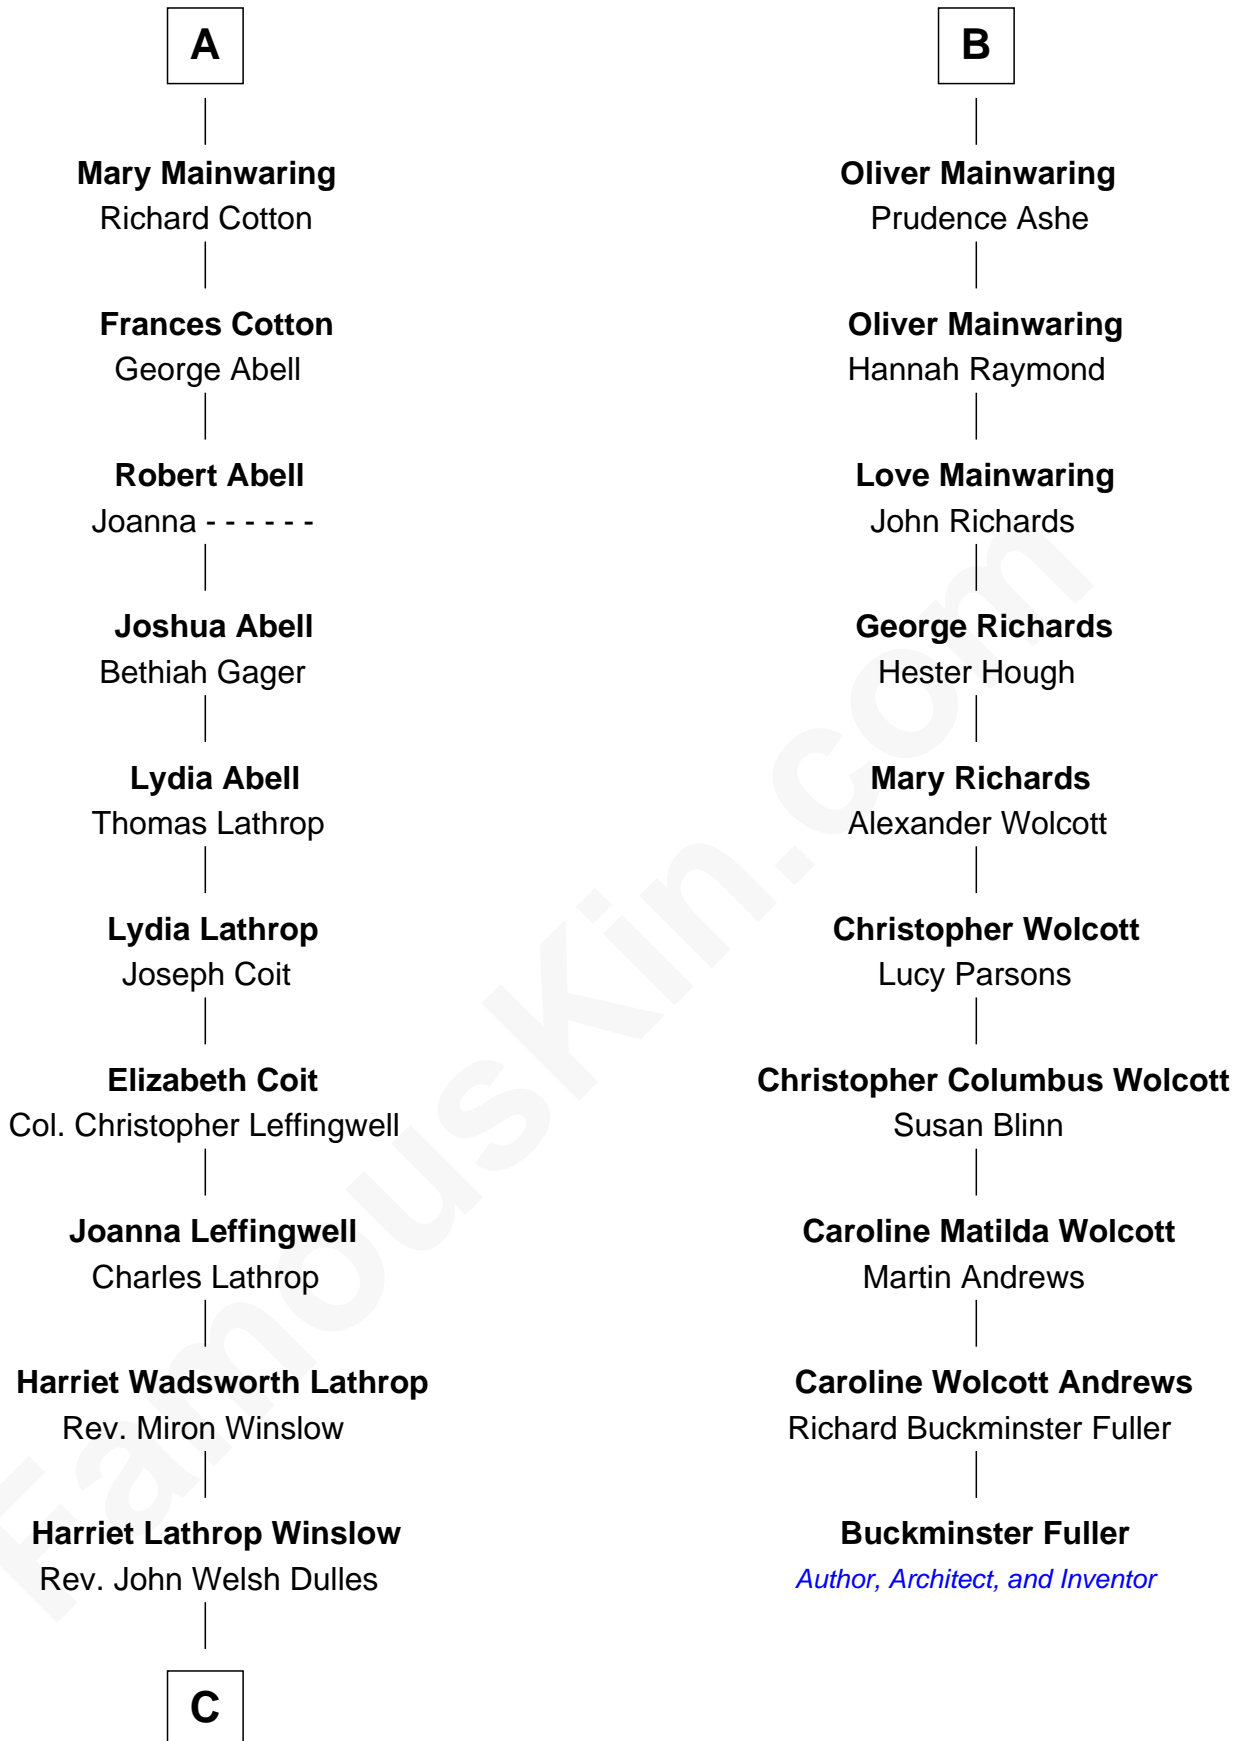 A
Mary Mainwaring
Richard Cotton
Frances Cotton
George Abell
Robert Abell
Joanna - - - - - -
Joshua Abell
Bethiah Gager
Lydia Abell
Thomas Lathrop
Lydia Lathrop
Joseph Coit
Elizabeth Coit
Col. Christopher Leffingwell
Joanna Leffingwell
Charles Lathrop
Harriet Wadsworth Lathrop
Rev. Miron Winslow
Harriet Lathrop Winslow
Rev. John Welsh Dulles
C
B
Oliver Mainwaring
Prudence Ashe
Oliver Mainwaring
Hannah Raymond
Love Mainwaring
John Richards
George Richards
Hester Hough
Mary Richards
Alexander Wolcott
Christopher Wolcott
Lucy Parsons
Christopher Columbus Wolcott
Susan Blinn
Caroline Matilda Wolcott
Martin Andrews
Caroline Wolcott Andrews
Richard Buckminster Fuller
Buckminster Fuller
Author, Architect, and Inventor
FamousKin.com